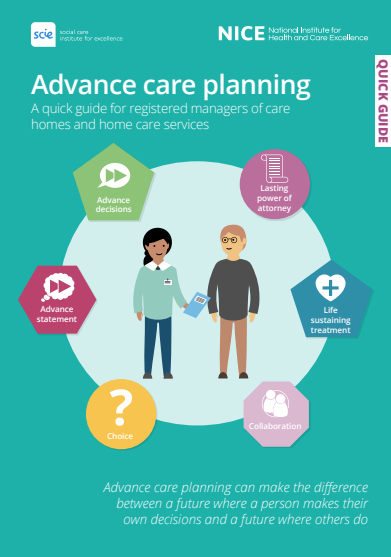 scie
social care
institute for excellence
NICE
National Institute for
Health and Care Excellence
Advance care planning
A quick guide for registered managers of care
homes and home care services
QUICK GUIDE
Advance
decisions
Lasting
power of
attorney
Advance
statement
Life
sustaining
treatment
?
Choice
Collaboration
Advance care planning can make the difference
between a future where a person makes their
own decisions and a future where others do